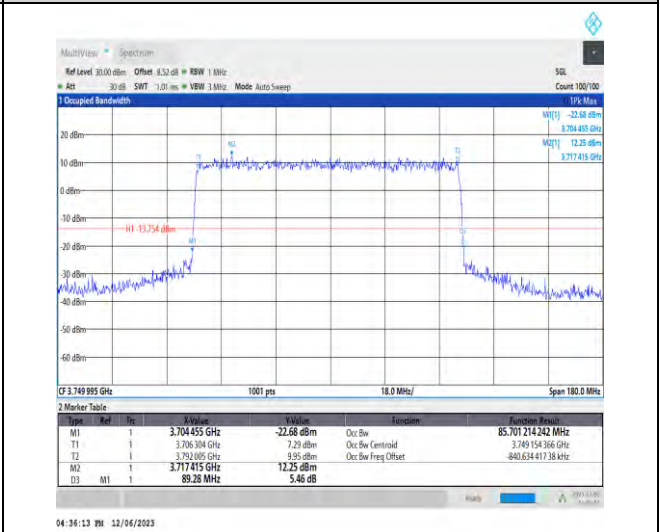 MultiView Spectrum
Ref Level 30.00 dBm Offset 8.52 dB RBW 1 MHz SGL
Att 30 dB SWT 1.01 ms VBW 3 MHz Mode Auto Sweep Count 100/100
1 Occupied Bandwidth 1Pk Max
M1[1] -22.68 dBm
3.704 455 GHz
M2[1] 12.25 dBm
3.717 415 GHz
20 dBm
10 dBm
0 dBm
-10 dBm
H1 -13.754 dBm
-20 dBm
-30 dBm
-40 dBm
-50 dBm
-60 dBm
M2
M1
CF 3.749 995 GHz 1001 pts 18.0 MHz/ Span 180.0 MHz
2 Marker Table
Type Ref Trc X-Value Y-Value Function Function Result
M1 1 3.704 455 GHz -22.68 dBm Occ Bw 85.701 214 242 MHz
T1 1 3.706 304 GHz 7.29 dBm Occ Bw Centroid 3.749 154 366 GHz
T2 1 3.792 005 GHz 9.95 dBm Occ Bw Freq Offset -840.634 417 38 kHz
M2 1 3.717 415 GHz 12.25 dBm
D3 M1 1 89.28 MHz 5.46 dB
Ready
04:36:13 PM 12/06/2023